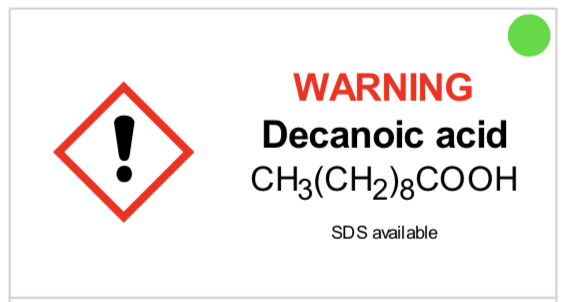 WARNING
Decanoic acid
CH₃(CH₂)₈COOH
SDS available